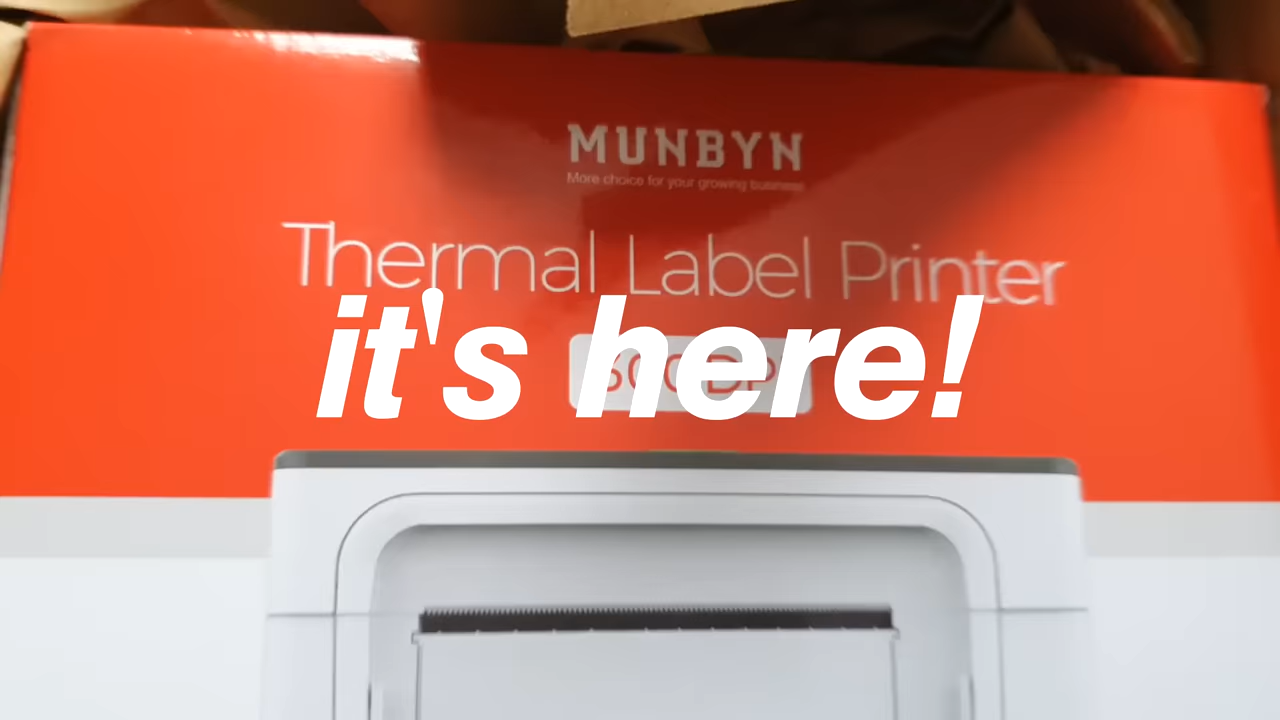 MUNBYN
More choice for your growing business
Thermal Label Printer
it's here!